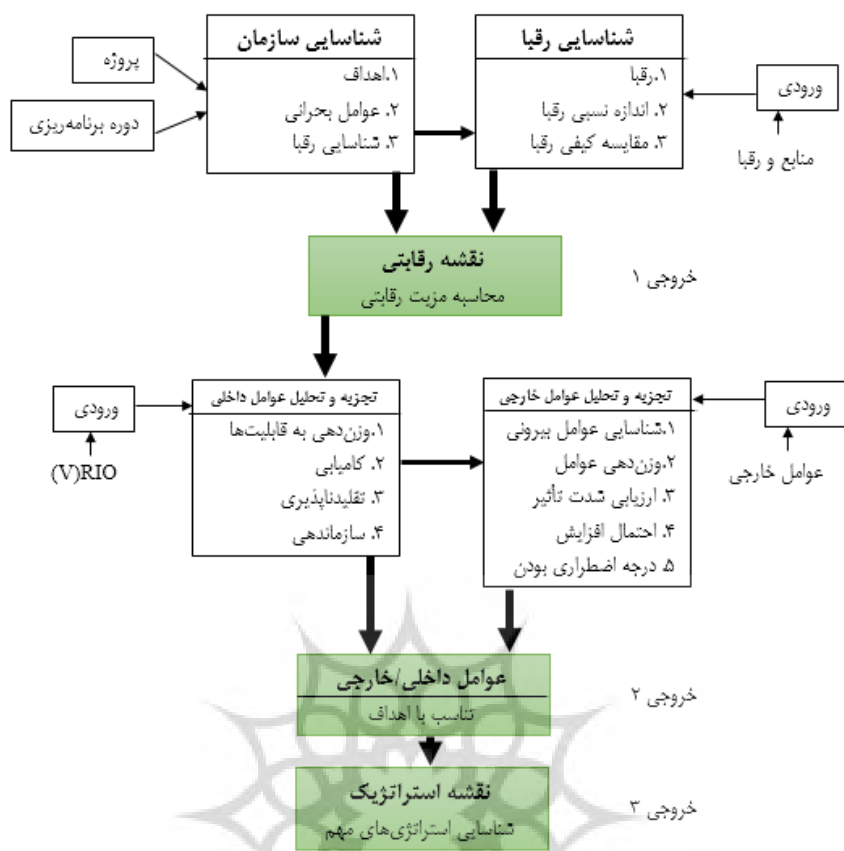 شناسایی رقبا
۱.رقبا
۲. اندازه نسبی رقبا
۳. مقایسه کیفی رقبا
ورودی
منابع و رقبا
شناسایی سازمان
۱.اهداف
۲. عوامل بحرانی
۳. شناسایی رقبا
پروژه
دوره برنامه‌ریزی
نقشه رقابتی
محاسبه مزیت رقابتی
خروجی ۱
تجزیه و تحلیل عوامل خارجی
۱.شناسایی عوامل بیرونی
۲.وزن‌دهی عوامل
۳. ارزیابی شدت تأثیر
۴. احتمال افزایش
۵. درجه اضطراری بودن
ورودی
عوامل خارجی
تجزیه و تحلیل عوامل داخلی
۱.وزن‌دهی به قابلیت‌ها
۲. کامیابی
۳. تقلیدناپذیری
۴. سازماندهی
ورودی
(V)RIO
عوامل داخلی/خارجی
تناسب با اهداف
خروجی ۲
نقشه استراتژیک
شناسایی استراتژی‌های مهم
خروجی ۳